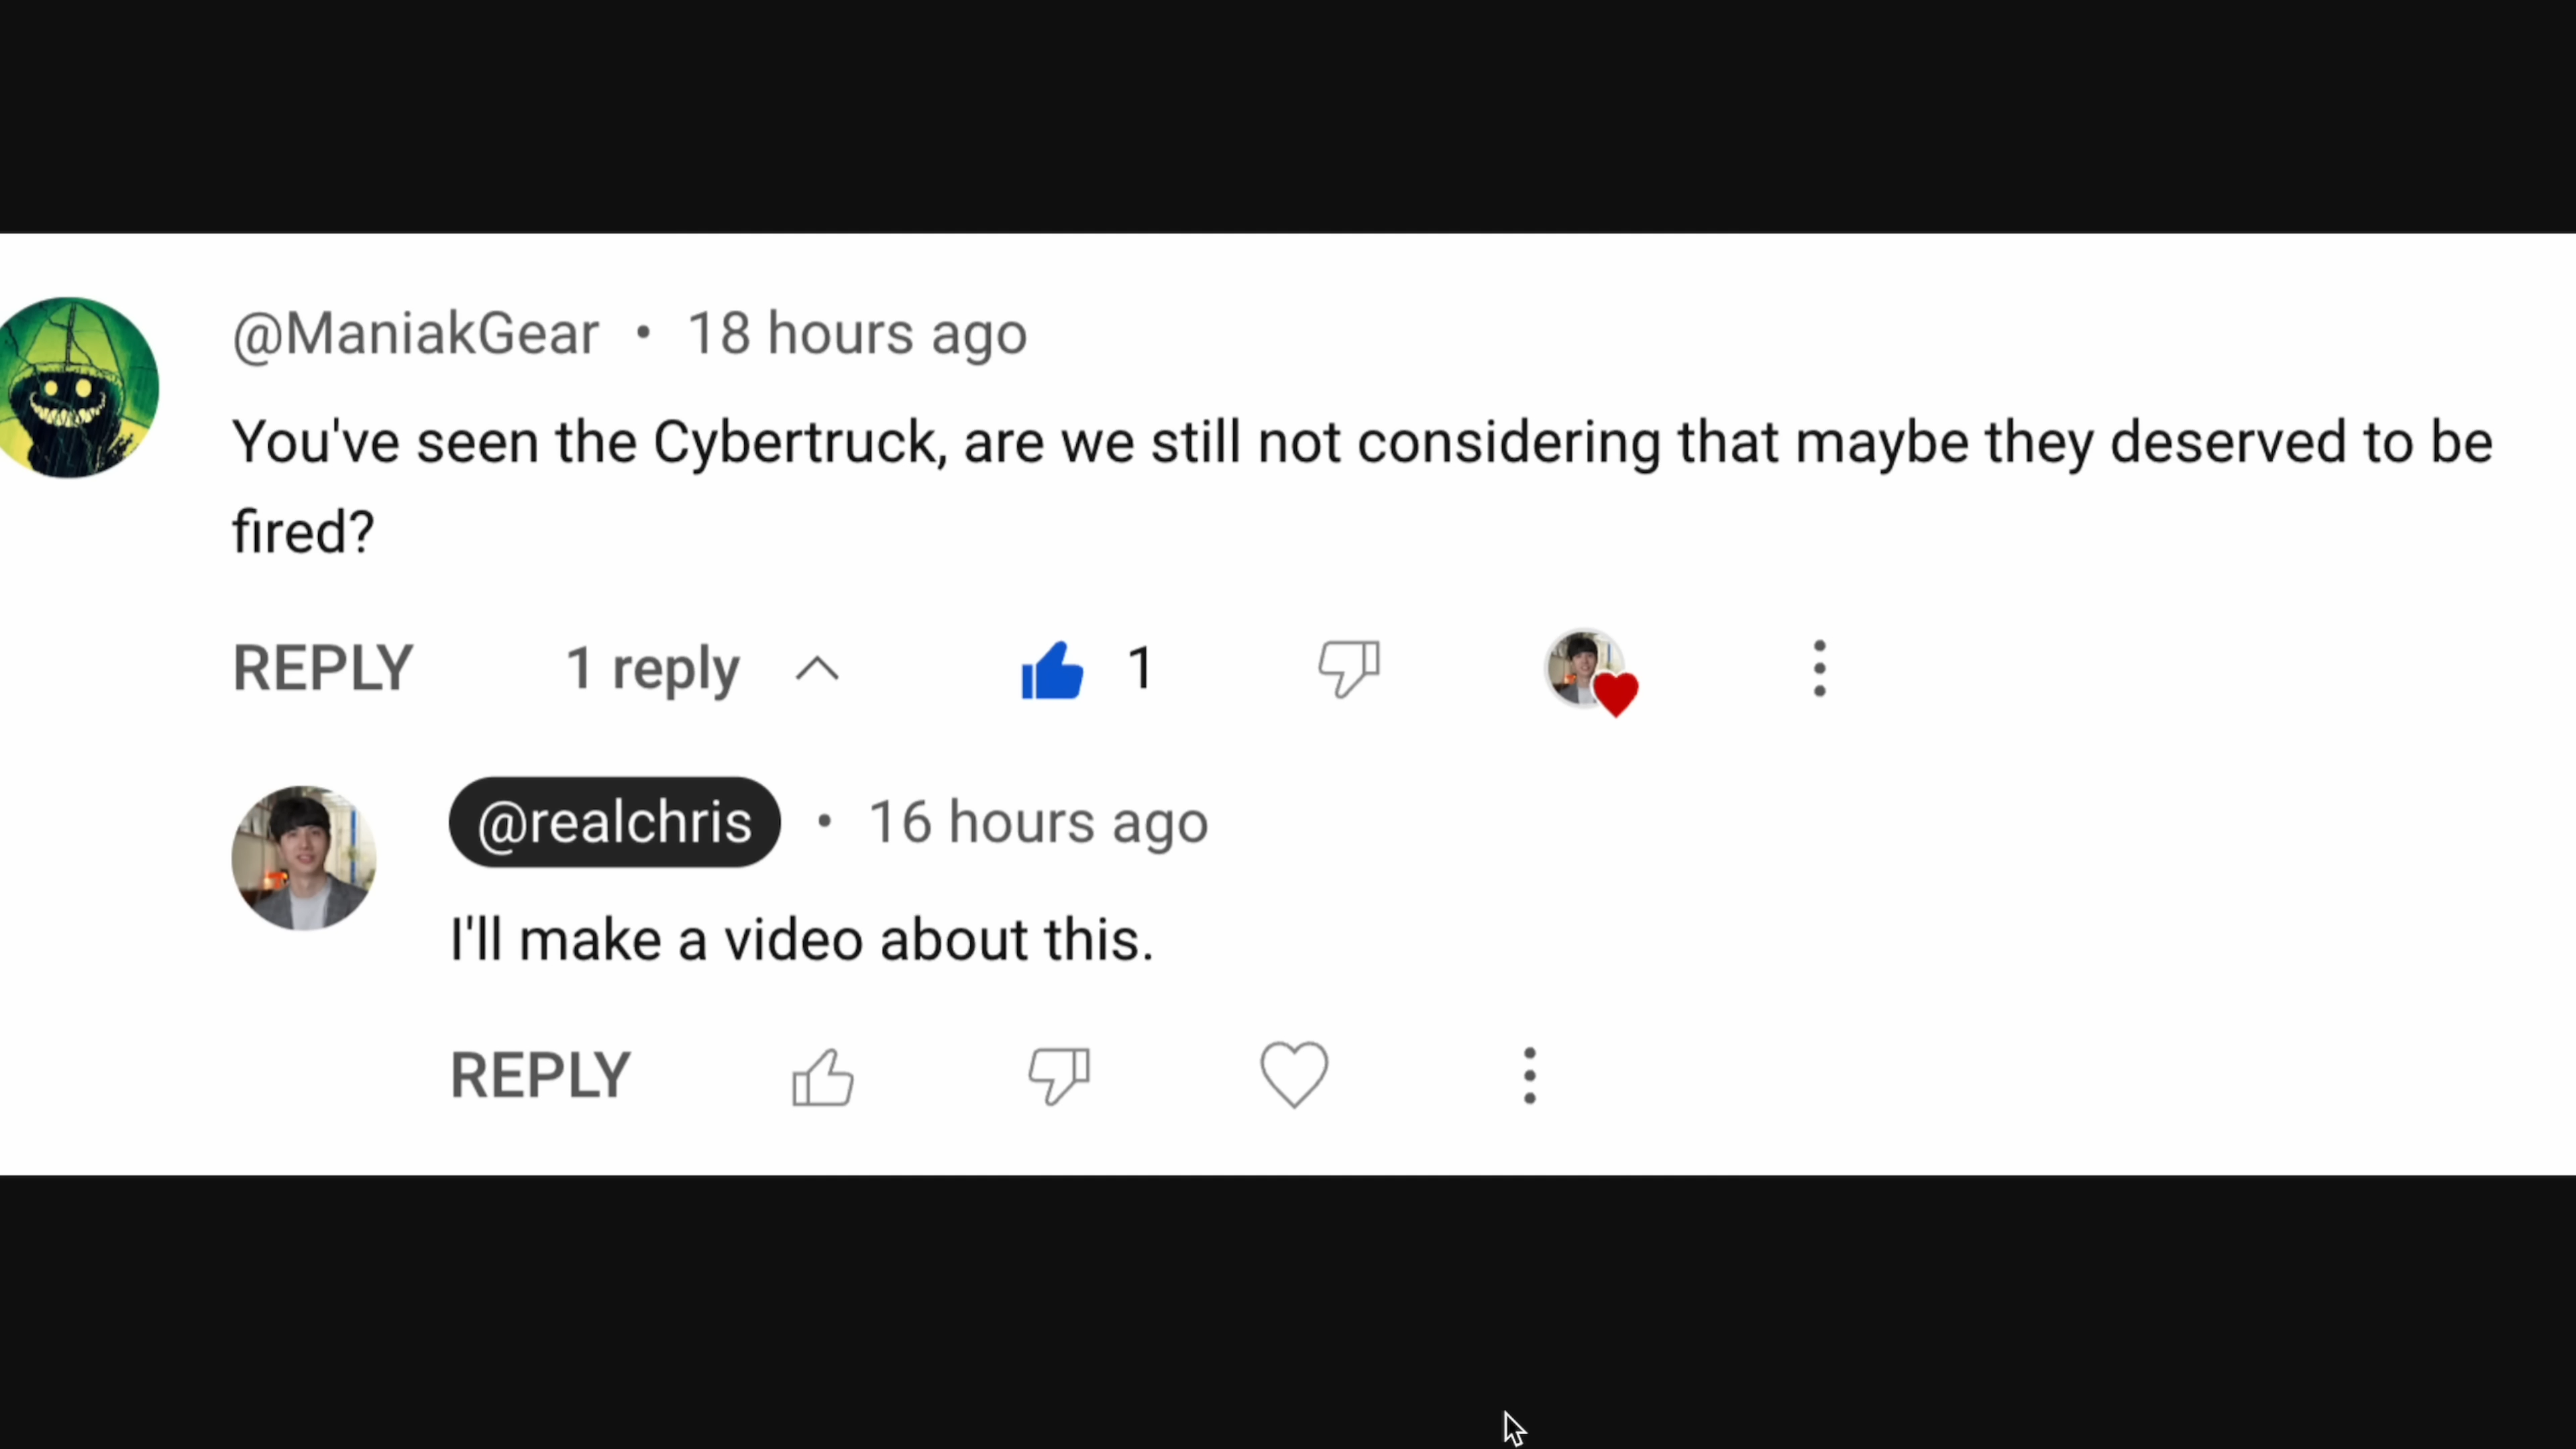 @ManiakGear • 18 hours ago
You've seen the Cybertruck, are we still not considering that maybe they deserved to be
fired?
REPLY 1 reply 1
@realchris • 16 hours ago
I'll make a video about this.
REPLY